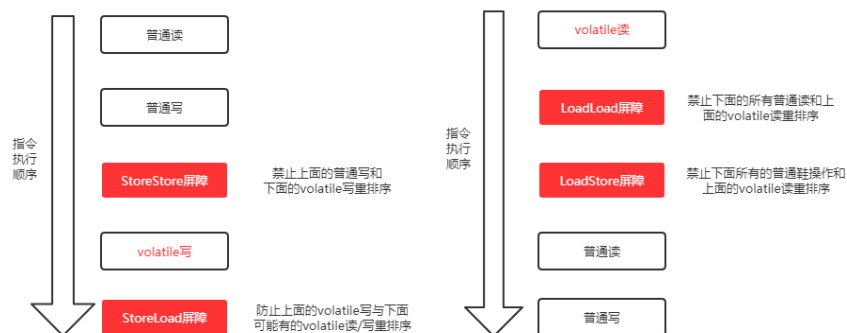 普通读
普通写
指令
执行
顺序
StoreStore屏障
禁止上面的普通写和
下面的volatile写重排序
volatile写
StoreLoad屏障
防止上面的volatile写与下面
可能有的volatile读/写重排序
volatile读
LoadLoad屏障
禁止下面的所有普通读和上
面的volatile读重排序
指令
执行
顺序
LoadStore屏障
禁止下面所有的普通鞋操作和
上面的volatile读重排序
普通读
普通写